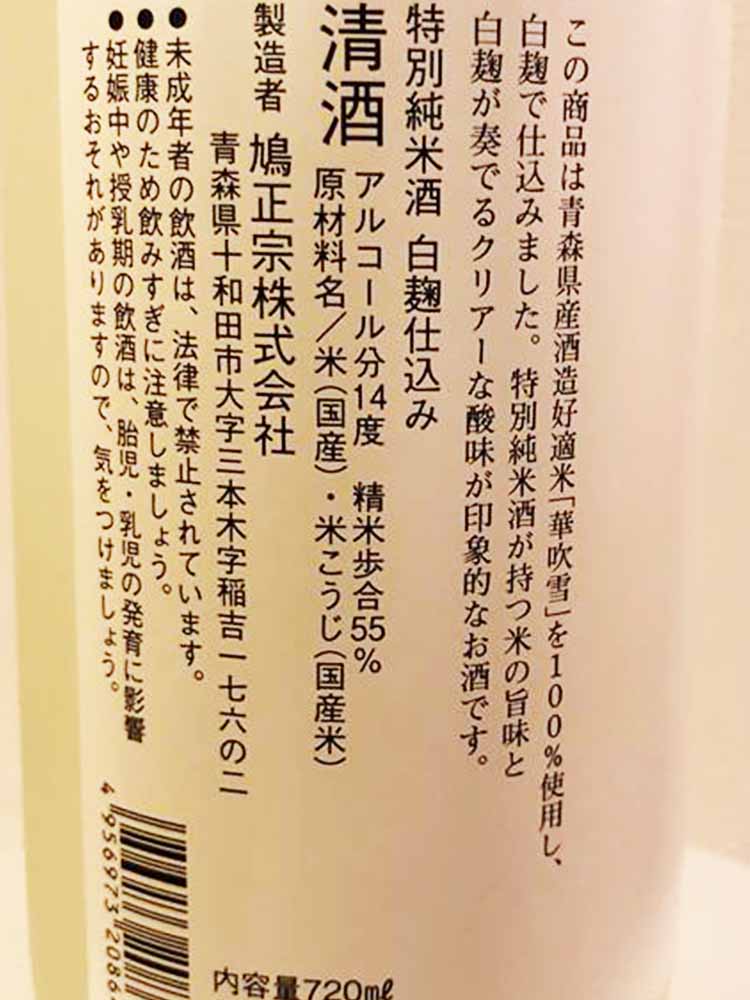 この商品は青森県産酒造好適米「華吹雪」を100%使用し、
白麹で仕込みました。特別純米酒が持つ米の旨味と
白麹が奏でるクリアーな酸味が印象的なお酒です。
特別純米酒 白麹仕込み
清酒
アルコール分14度 精米歩合55%
原材料名/米(国産)・米こうじ(国産米)
製造者 鳩正宗株式会社
青森県十和田市大字三本木字稲吉一七六の二
●未成年者の飲酒は、法律で禁止されています。
●健康のため飲みすぎに注意しましょう。
●妊娠中や授乳期の飲酒は、胎児・乳児の発育に影響
するおそれがありますので、気をつけましょう。
4 956973 2086
内容量720ml